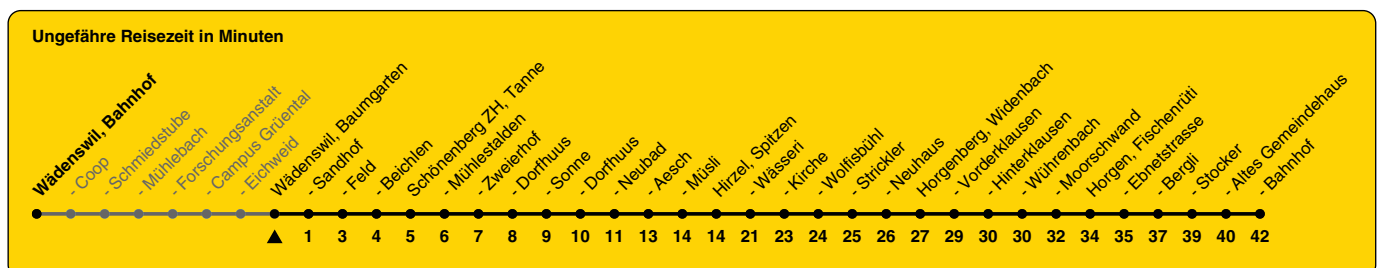 Ungefähre Reisezeit in Minuten
Wädenswil, Bahnhof
- Coop
- Schmiedstube
- Mühlebach
- Forschungsanstalt
- Campus Grüental
- Eichweid
Wädenswil, Baumgarten
- Sandhof
- Feld
- Beichlen
Schönenberg ZH, Tanne
- Mühlestalden
- Zweierhof
- Dorfhuus
- Sonne
- Dorfhuus
- Neubad
- Aesch
- Müsli
Hirzel, Spitzen
- Wässeri
- Kirche
- Wolfisbühl
- Strickler
- Neuhaus
Horgenberg, Widenbach
- Vorderklausen
- Hinterklausen
- Würenbach
- Moorschwand
Horgen, Fischenrüti
- Ebnetstrasse
- Bergli
- Stocker
- Altes Gemeindehaus
- Bahnhof
1 3 4 5 6 7 8 9 10 11 13 14 14 21 23 24 25 26 27 29 30 30 32 34 35 37 39 40 42